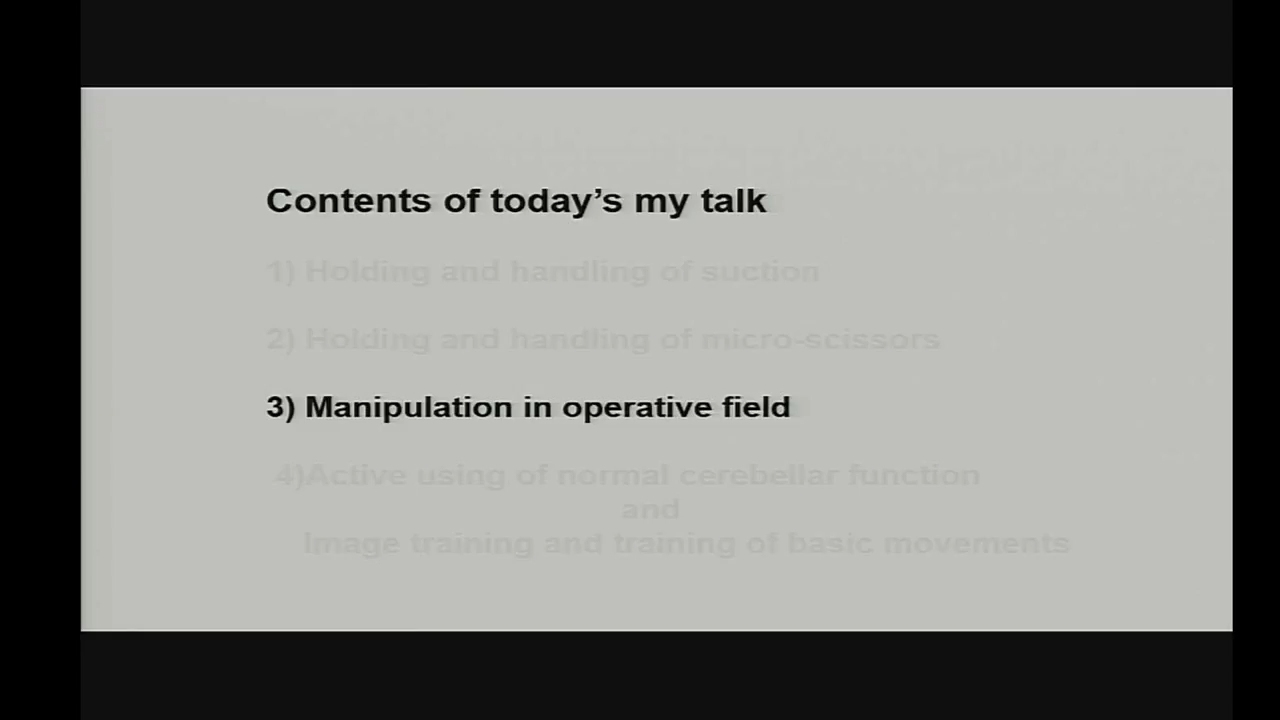 Contents of today’s my talk
1) Holding and handling of suction
2) Holding and handling of micro-scissors
3) Manipulation in operative field
4)Active using of normal cerebellar function
and
Image training and training of basic movements